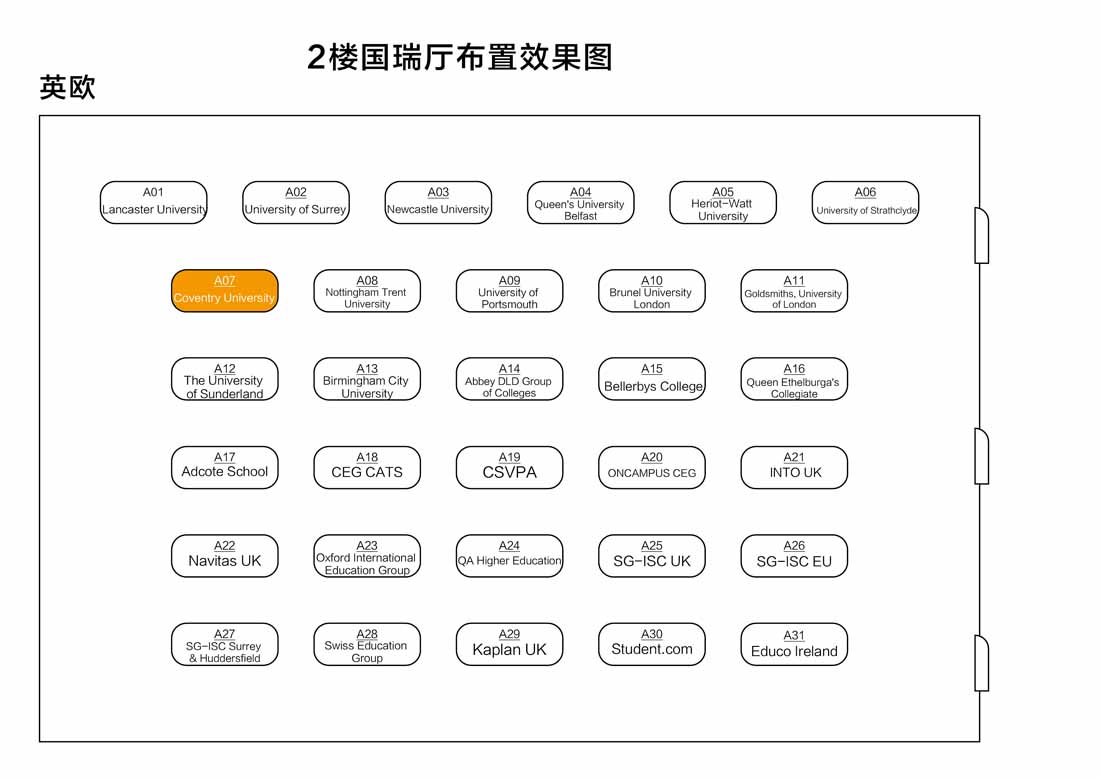 2楼国瑞厅布置效果图
英欧
A01
Lancaster University
A02
University of Surrey
A03
Newcastle University
A04
Queen's University
Belfast
A05
Heriot-Watt
University
A06
University of Strathclyde
A07
Coventry University
A08
Nottingham Trent
University
A09
University of
Portsmouth
A10
Brunel University
London
A11
Goldsmiths, University
of London
A12
The University
of Sunderland
A13
Birmingham City
University
A14
Abbey DLD Group
of Colleges
A15
Bellerbys College
A16
Queen Ethelburga's
Collegiate
A17
Adcote School
A18
CEG CATS
A19
CSVPA
A20
ONCAMPUS CEG
A21
INTO UK
A22
Navitas UK
A23
Oxford International
Education Group
A24
QA Higher Education
A25
SG-ISC UK
A26
SG-ISC EU
A27
SG-ISC Surrey
& Huddersfield
A28
Swiss Education
Group
A29
Kaplan UK
A30
Student.com
A31
Educo Ireland